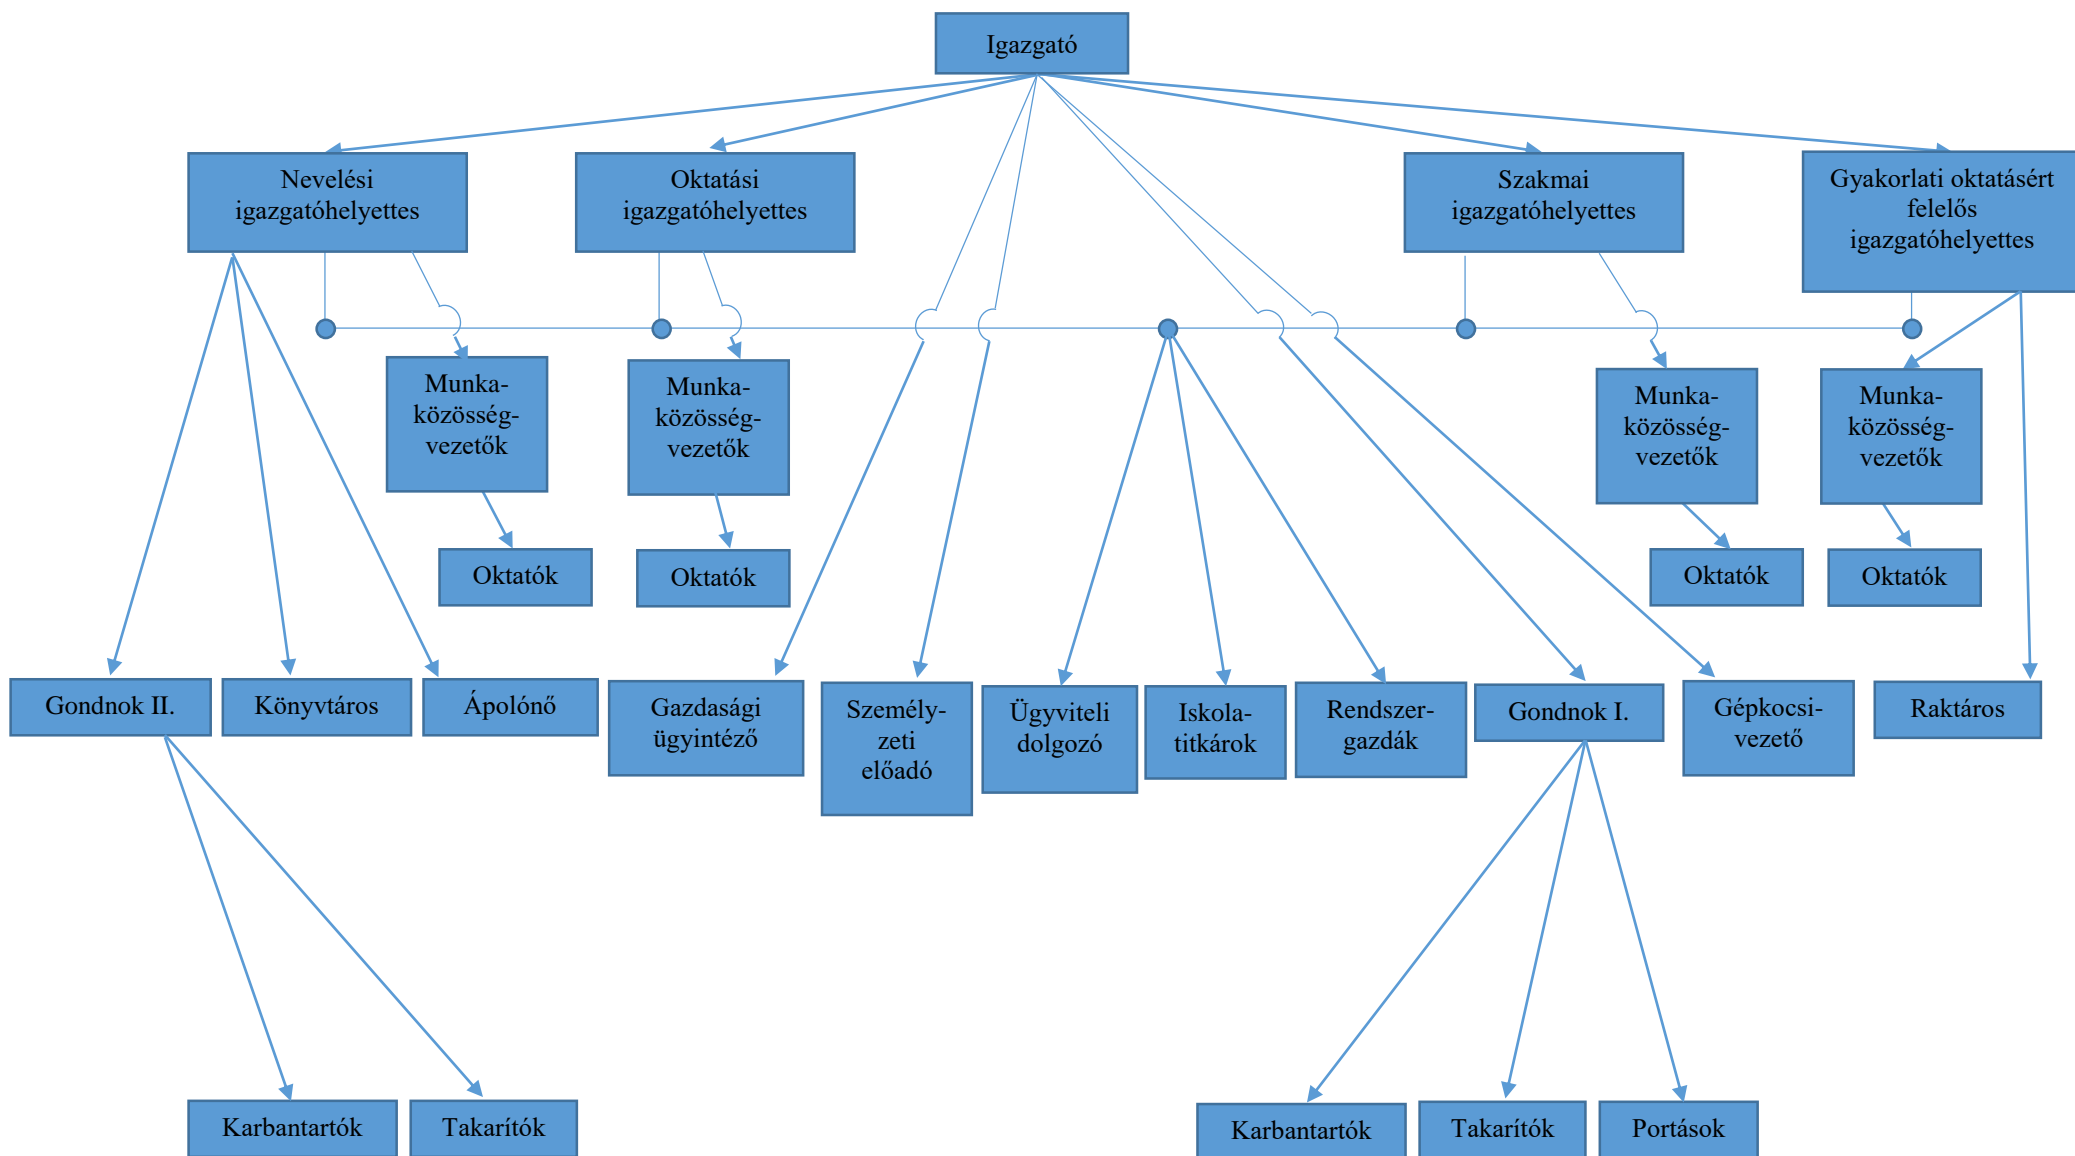 Igazgató
Nevelési
igazgatóhelyettes
Oktatási
igazgatóhelyettes
Szakmai
igazgatóhelyettes
Gyakorlati oktatásért
felelős
igazgatóhelyettes
Munka-
közösség-
vezetők
Munka-
közösség-
vezetők
Munka-
közösség-
vezetők
Munka-
közösség-
vezetők
Oktatók
Oktatók
Oktatók
Oktatók
Gondnok II.
Könyvtáros
Ápolónő
Gazdasági
ügyintéző
Személy-
zeti
előadó
Ügyviteli
dolgozó
Iskola-
titkárok
Rendszer-
gazdák
Gondnok I.
Gépkocsi-
vezető
Raktáros
Karbantartók
Takarítók
Karbantartók
Takarítók
Portások